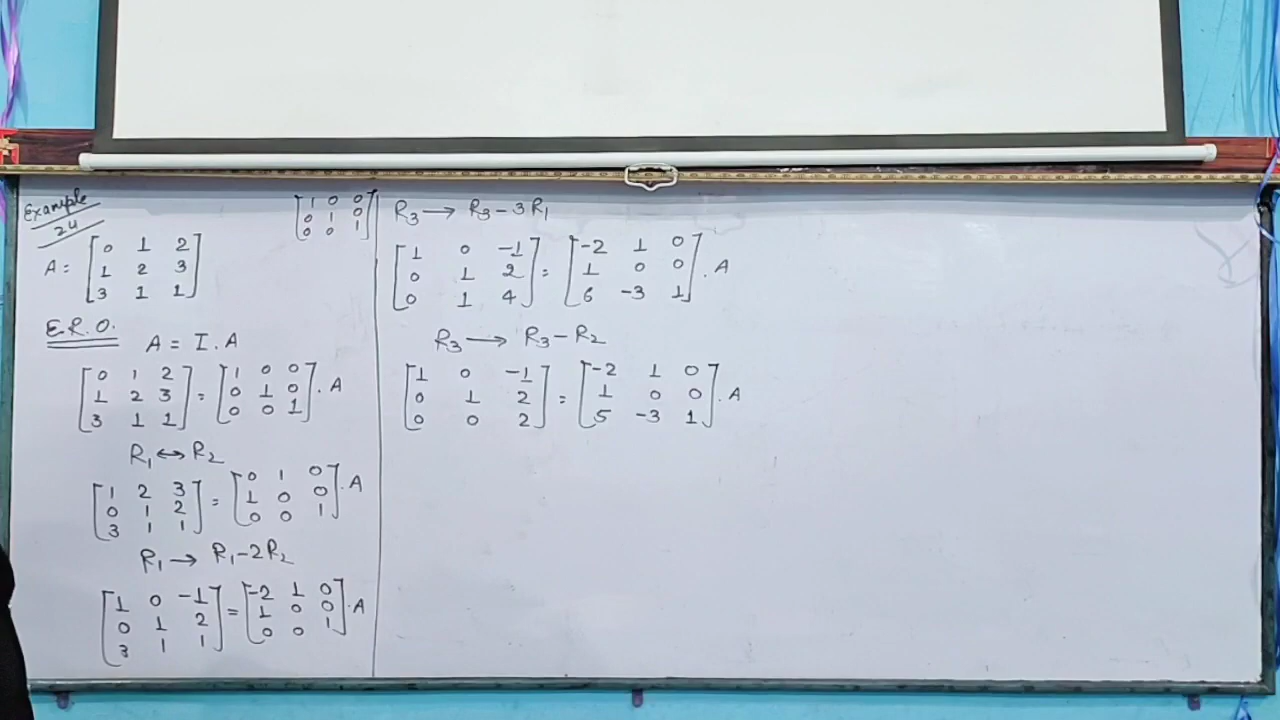 Example
24
A = [0 1 2
1 2 3
3 1 1]
[1 0 0
0 1 0
0 0 1]
E.R.O.
A = I . A
[0 1 2
1 2 3
3 1 1] = [1 0 0
0 1 0
0 0 1] . A
R₁ ↔ R₂
[1 2 3
0 1 2
3 1 1] = [0 1 0
1 0 0
0 0 1] . A
R₁ → R₁ - 2R₂
[1 0 -1
0 1 2
3 1 1] = [-2 1 0
1 0 0
0 0 1] . A
R₃ → R₃ - 3R₁
[1 0 -1
0 1 2
0 1 4] = [-2 1 0
1 0 0
6 -3 1] . A
R₃ → R₃ - R₂
[1 0 -1
0 1 2
0 0 2] = [-2 1 0
1 0 0
5 -3 1] . A